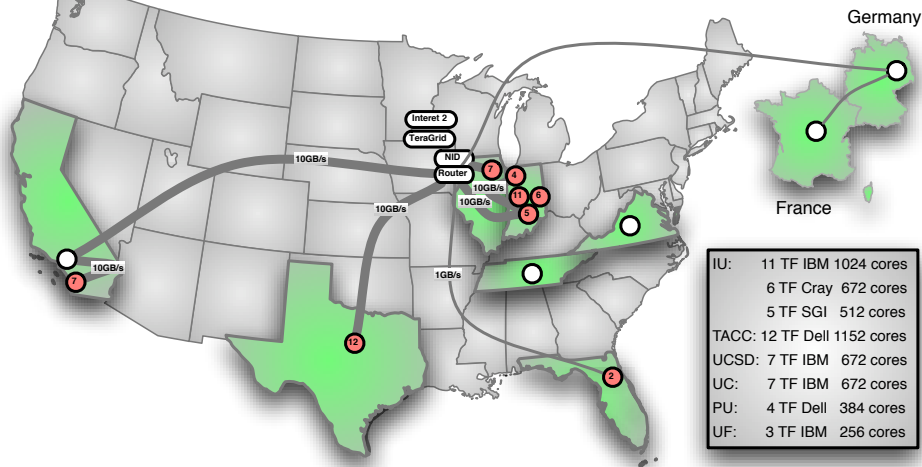 Germany
Interet 2
TeraGrid
NID
Router
10GB/s
7
4
10GB/s
11
6
10GB/s
5
10GB/s
France
10GB/s
7
1GB/s
12
2
IU: 11 TF IBM 1024 cores
6 TF Cray 672 cores
5 TF SGI 512 cores
TACC: 12 TF Dell 1152 cores
UCSD: 7 TF IBM 672 cores
UC: 7 TF IBM 672 cores
PU: 4 TF Dell 384 cores
UF: 3 TF IBM 256 cores